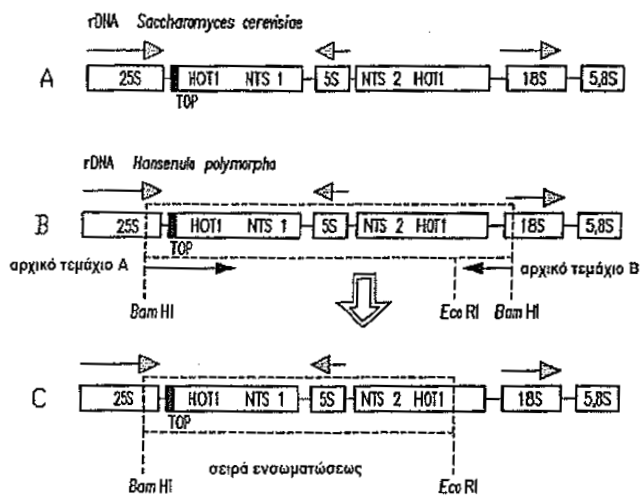 rDNA Saccharomyces cerevisiae
A 25S HOT1 NTS 1 5S NTS 2 HOT1 18S 5,8S
TOP
rDNA Hansenula polymorpha
B 25S HOT1 NTS 1 5S NTS 2 HOT1 18S 5,8S
TOP
αρχικό τεμάχιο A αρχικό τεμάχιο B
Bam HI Eco RI Bam HI
C 25S HOT1 NTS 1 5S NTS 2 HOT1 18S 5,8S
TOP
σειρά ενσωματώσεως
Bam HI Eco RI